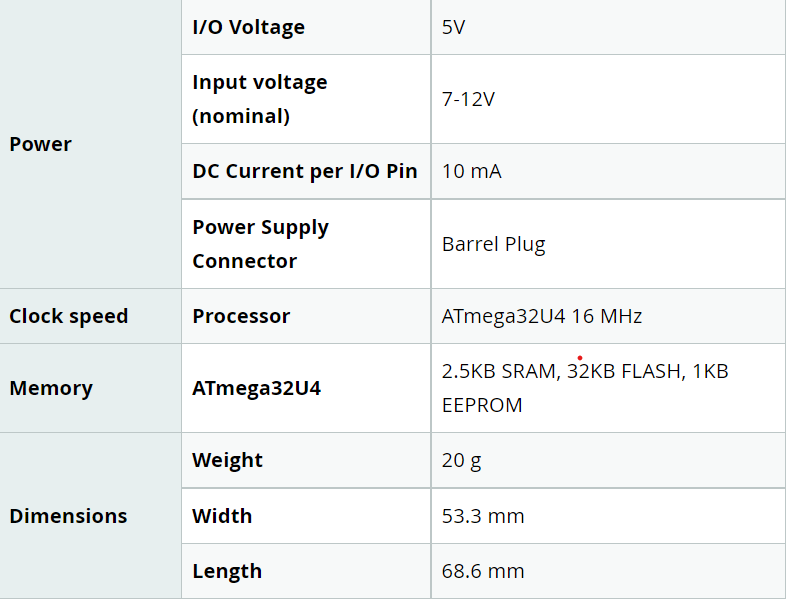 I/O Voltage 5V
Input voltage
(nominal)
7-12V
Power
DC Current per I/O Pin 10 mA
Power Supply
Connector
Barrel Plug
Clock speed Processor ATmega32U4 16 MHz
Memory ATmega32U4
2.5KB SRAM, 32KB FLASH, 1KB
EEPROM
Weight 20 g
Dimensions Width 53.3 mm
Length 68.6 mm